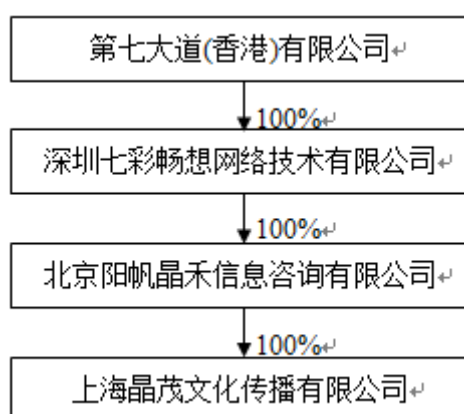 第七大道(香港)有限公司↵
100%↵
深圳七彩畅想网络技术有限公司↵
100%↵
北京阳帆晶禾信息咨询有限公司↵
100%↵
上海晶茂文化传播有限公司↵